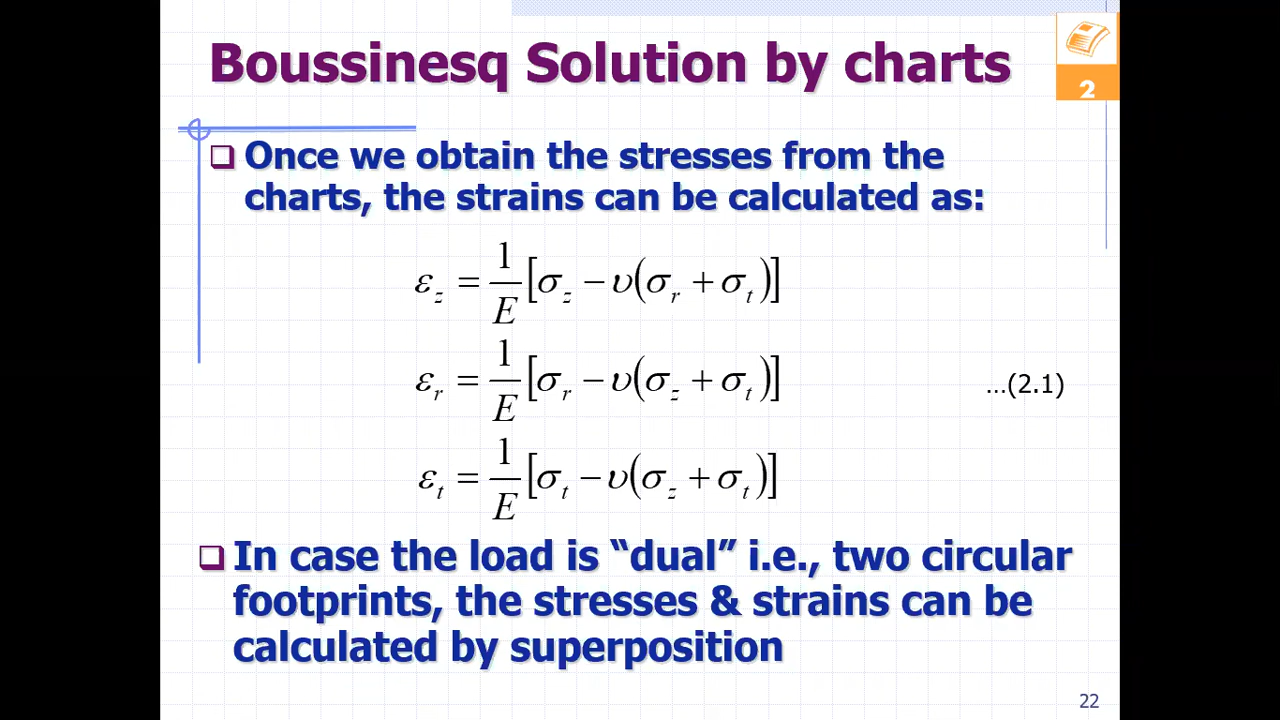 Boussinesq Solution by charts
2
❑ Once we obtain the stresses from the
charts, the strains can be calculated as:
ε_z = 1/E [σ_z − υ(σ_r + σ_t)]
ε_r = 1/E [σ_r − υ(σ_z + σ_t)] …(2.1)
ε_t = 1/E [σ_t − υ(σ_z + σ_t)]
❑ In case the load is “dual” i.e., two circular
footprints, the stresses & strains can be
calculated by superposition
22